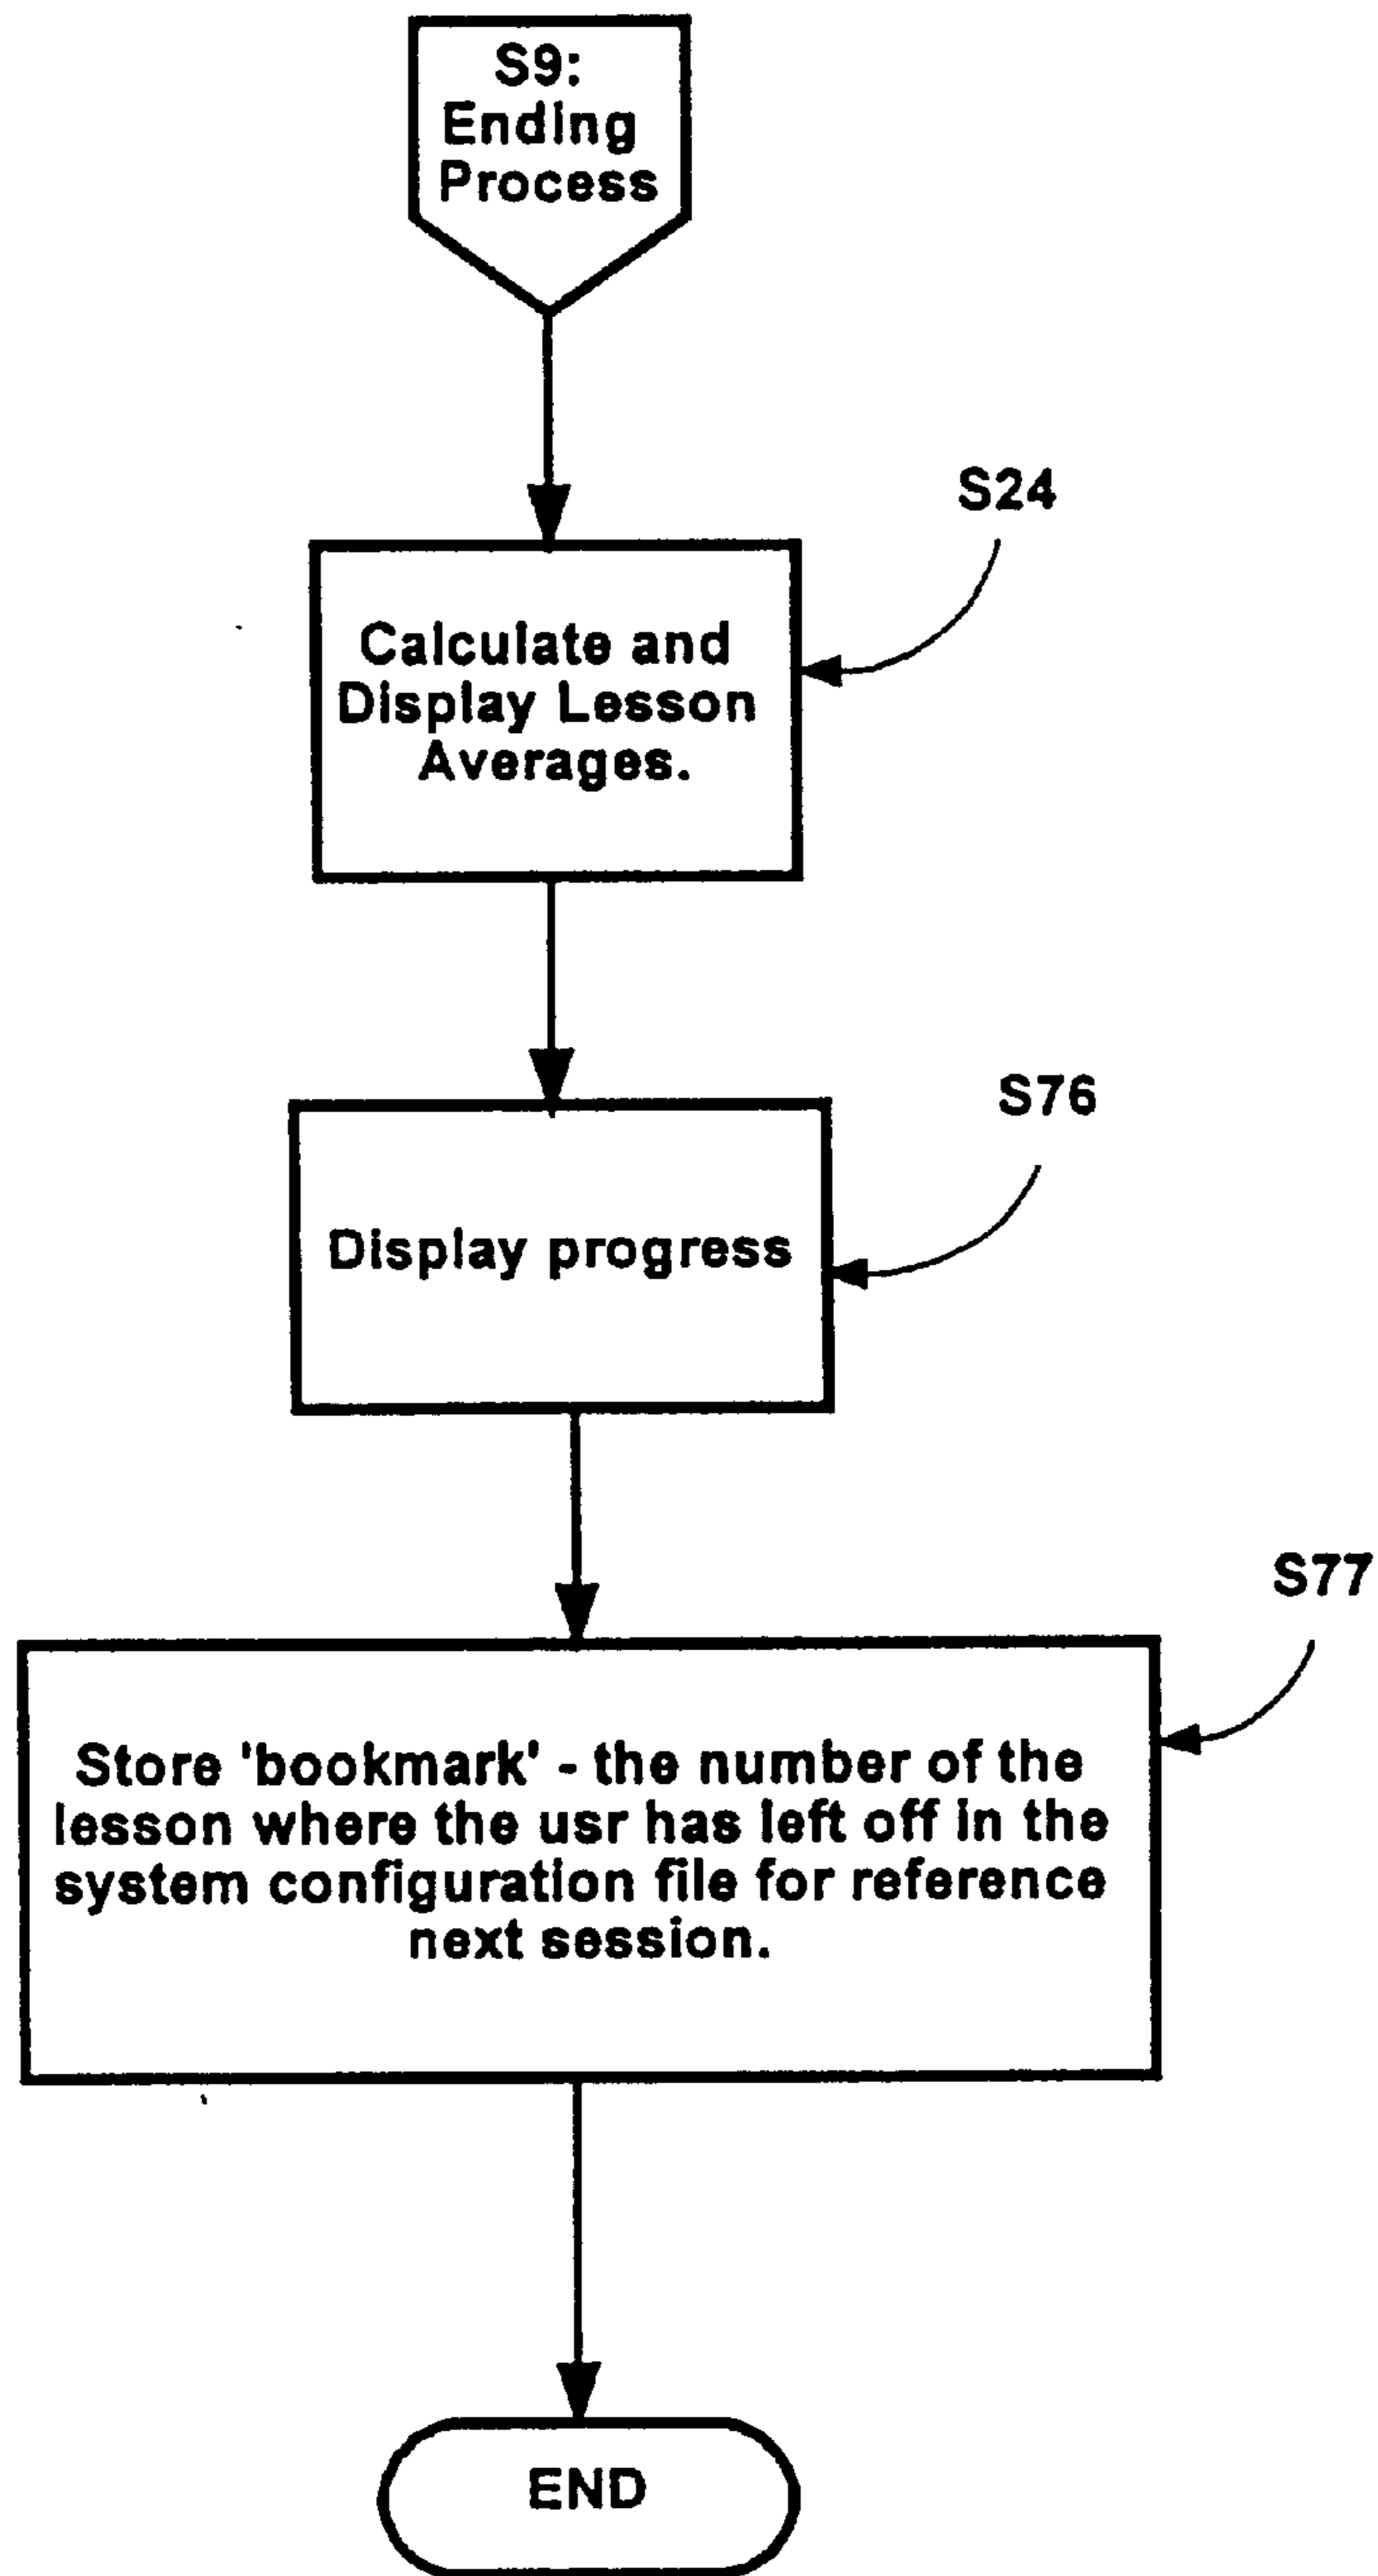 S9:
Ending
Process
S24
Calculate and
Display Lesson
Averages.
S76
Display progress
S77
Store 'bookmark' - the number of the
lesson where the usr has left off in the
system configuration file for reference
next session.
END